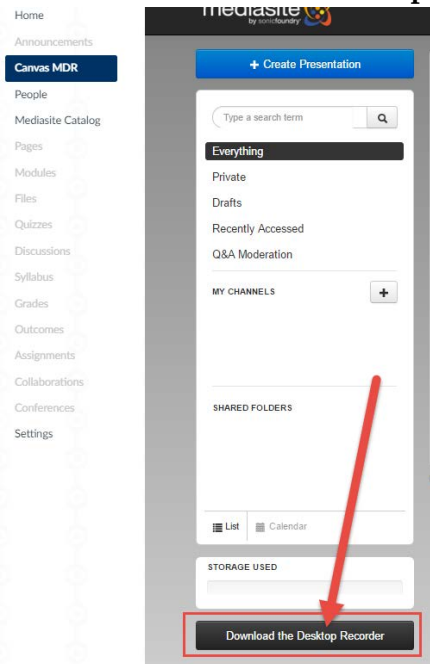 Home
Announcements
Canvas MDR
People
Mediasite Catalog
Pages
Modules
Files
Quizzes
Discussions
Syllabus
Grades
Outcomes
Assignments
Collaborations
Conferences
Settings
mediasite
by sonicfoundry
+ Create Presentation
Type a search term
Everything
Private
Drafts
Recently Accessed
Q&A Moderation
MY CHANNELS +
SHARED FOLDERS
List Calendar
STORAGE USED
Download the Desktop Recorder